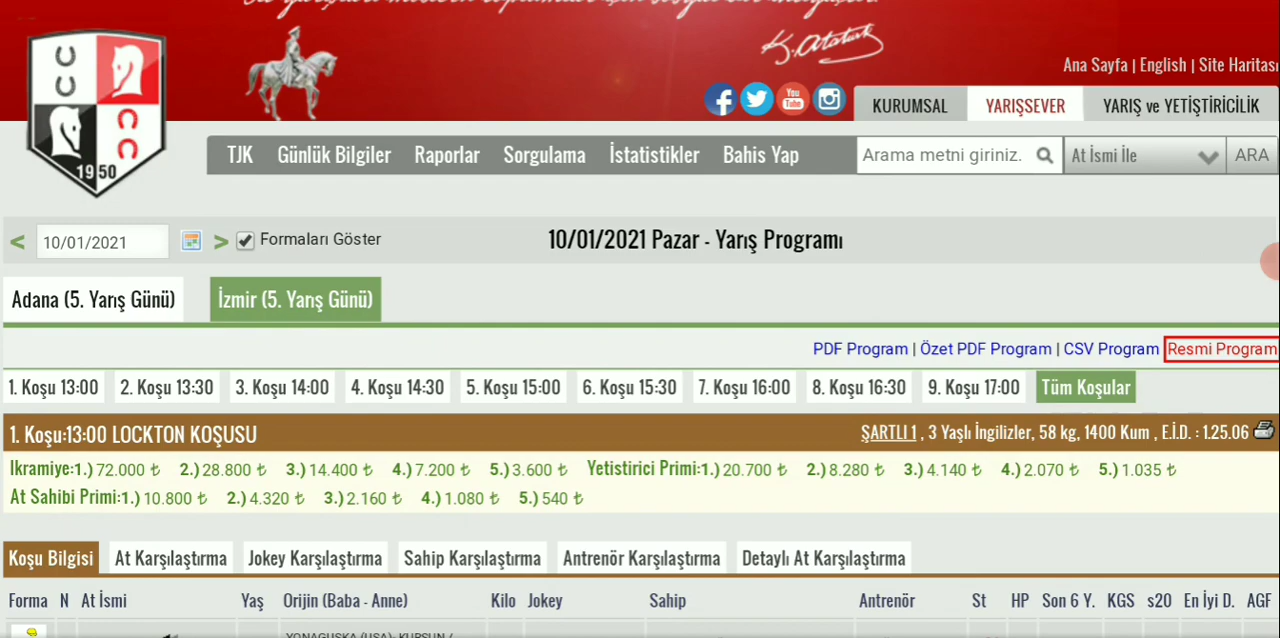 K. Atatürk
Ana Sayfa | English | Site Haritası
You
Tube
KURUMSAL YARIŞSEVER YARIŞ ve YETİŞTİRİCİLİK
1950
TJK Günlük Bilgiler Raporlar Sorgulama İstatistikler Bahis Yap Arama metni giriniz. At İsmi İle ARA
< 10/01/2021 > Formaları Göster 10/01/2021 Pazar - Yarış Programı
Adana (5. Yarış Günü) İzmir (5. Yarış Günü)
PDF Program | Özet PDF Program | CSV Program Resmi Program
1. Koşu 13:00 2. Koşu 13:30 3. Koşu 14:00 4. Koşu 14:30 5. Koşu 15:00 6. Koşu 15:30 7. Koşu 16:00 8. Koşu 16:30 9. Koşu 17:00 Tüm Koşular
1. Koşu:13:00 LOCKTON KOŞUSU ŞARTLI 1 , 3 Yaşlı İngilizler, 58 kg, 1400 Kum , E.İ.D. : 1.25.06
Ikramiye:1.) 72.000 ₺ 2.) 28.800 ₺ 3.) 14.400 ₺ 4.) 7.200 ₺ 5.) 3.600 ₺ Yetistirici Primi:1.) 20.700 ₺ 2.) 8.280 ₺ 3.) 4.140 ₺ 4.) 2.070 ₺ 5.) 1.035 ₺
At Sahibi Primi:1.) 10.800 ₺ 2.) 4.320 ₺ 3.) 2.160 ₺ 4.) 1.080 ₺ 5.) 540 ₺
Koşu Bilgisi At Karşılaştırma Jokey Karşılaştırma Sahip Karşılaştırma Antrenör Karşılaştırma Detaylı At Karşılaştırma
Forma N At İsmi Yaş Orijin (Baba - Anne) Kilo Jokey Sahip Antrenör St HP Son 6 Y. KGS s20 En İyi D. AGF
YONAGUSKA (USA)- KURSUN /